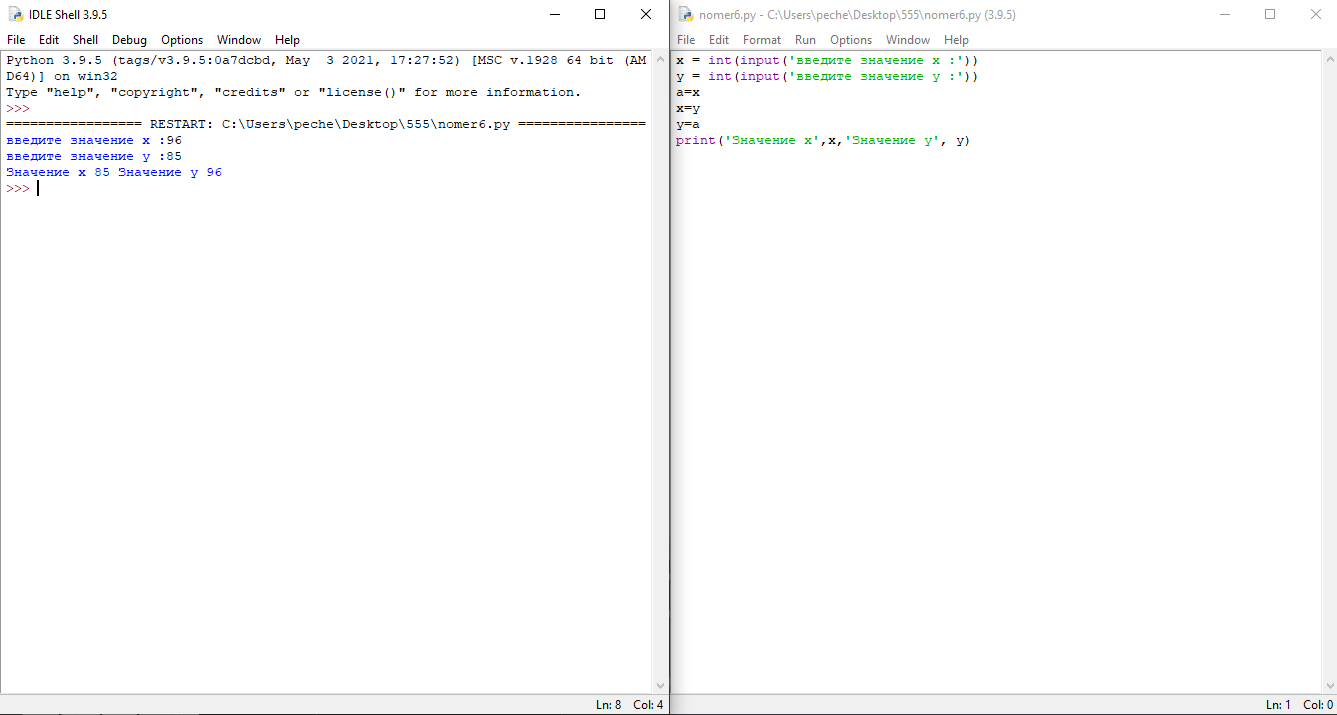 IDLE Shell 3.9.5
File Edit Shell Debug Options Window Help
Python 3.9.5 (tags/v3.9.5:0a7dcbd, May  3 2021, 17:27:52) [MSC v.1928 64 bit (AM
D64)] on win32
Type "help", "copyright", "credits" or "license()" for more information.
>>>
================= RESTART: C:\Users\peche\Desktop\555\nomer6.py ================
введите значение x :96
введите значение y :85
Значение x 85 Значение y 96
>>>
Ln: 8 Col: 4
nomer6.py - C:\Users\peche\Desktop\555\nomer6.py (3.9.5)
File Edit Format Run Options Window Help
x = int(input('введите значение x :'))
y = int(input('введите значение y :'))
a=x
x=y
y=a
print('Значение x',x,'Значение y', y)
Ln: 1 Col: 0